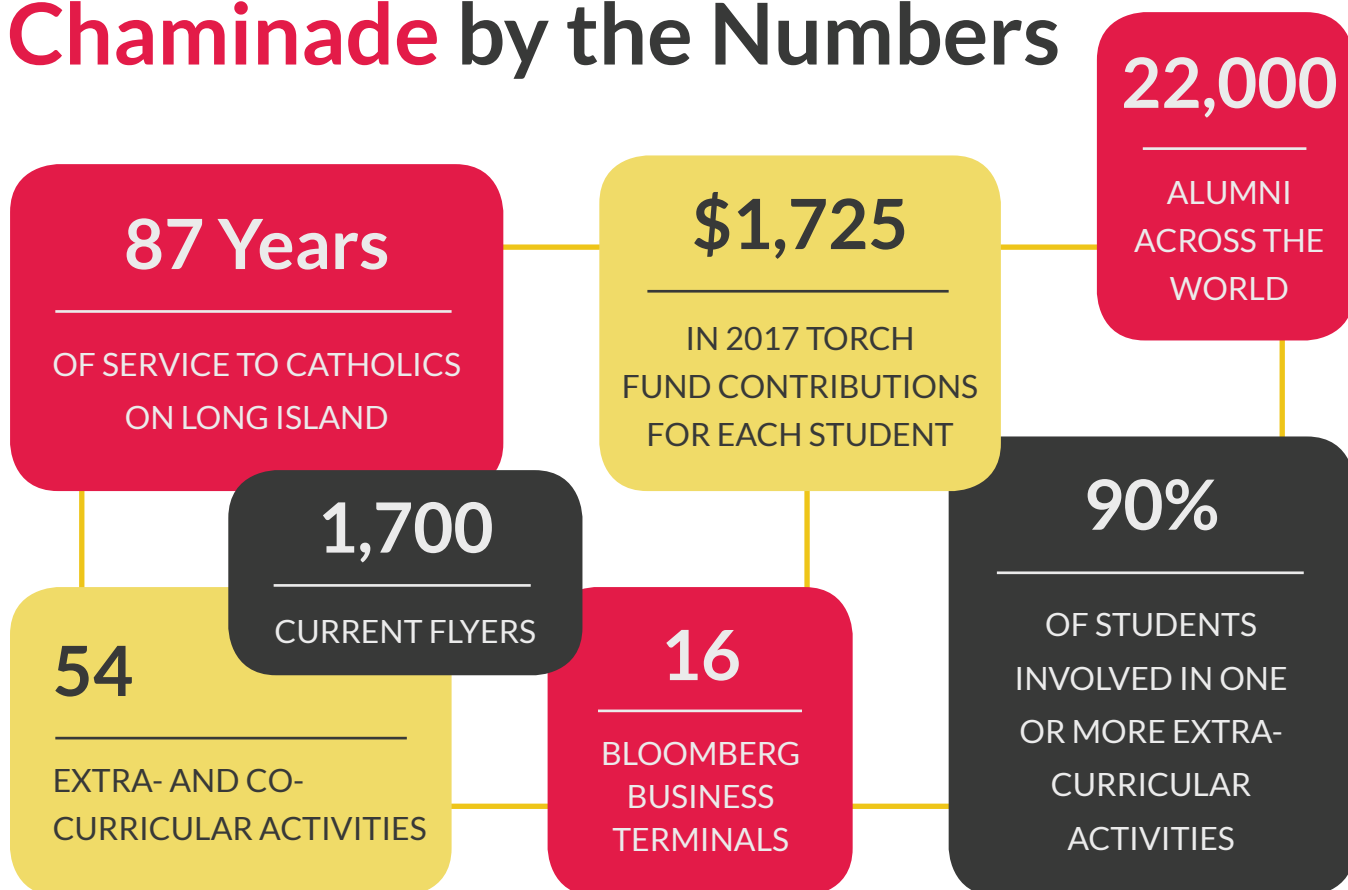 Chaminade by the Numbers
22,000
ALUMNI
ACROSS THE
WORLD
87 Years
OF SERVICE TO CATHOLICS
ON LONG ISLAND
$1,725
IN 2017 TORCH
FUND CONTRIBUTIONS
FOR EACH STUDENT
1,700
CURRENT FLYERS
90%
OF STUDENTS
INVOLVED IN ONE
OR MORE EXTRA-
CURRICULAR
ACTIVITIES
54
EXTRA- AND CO-
CURRICULAR ACTIVITIES
16
BLOOMBERG
BUSINESS
TERMINALS